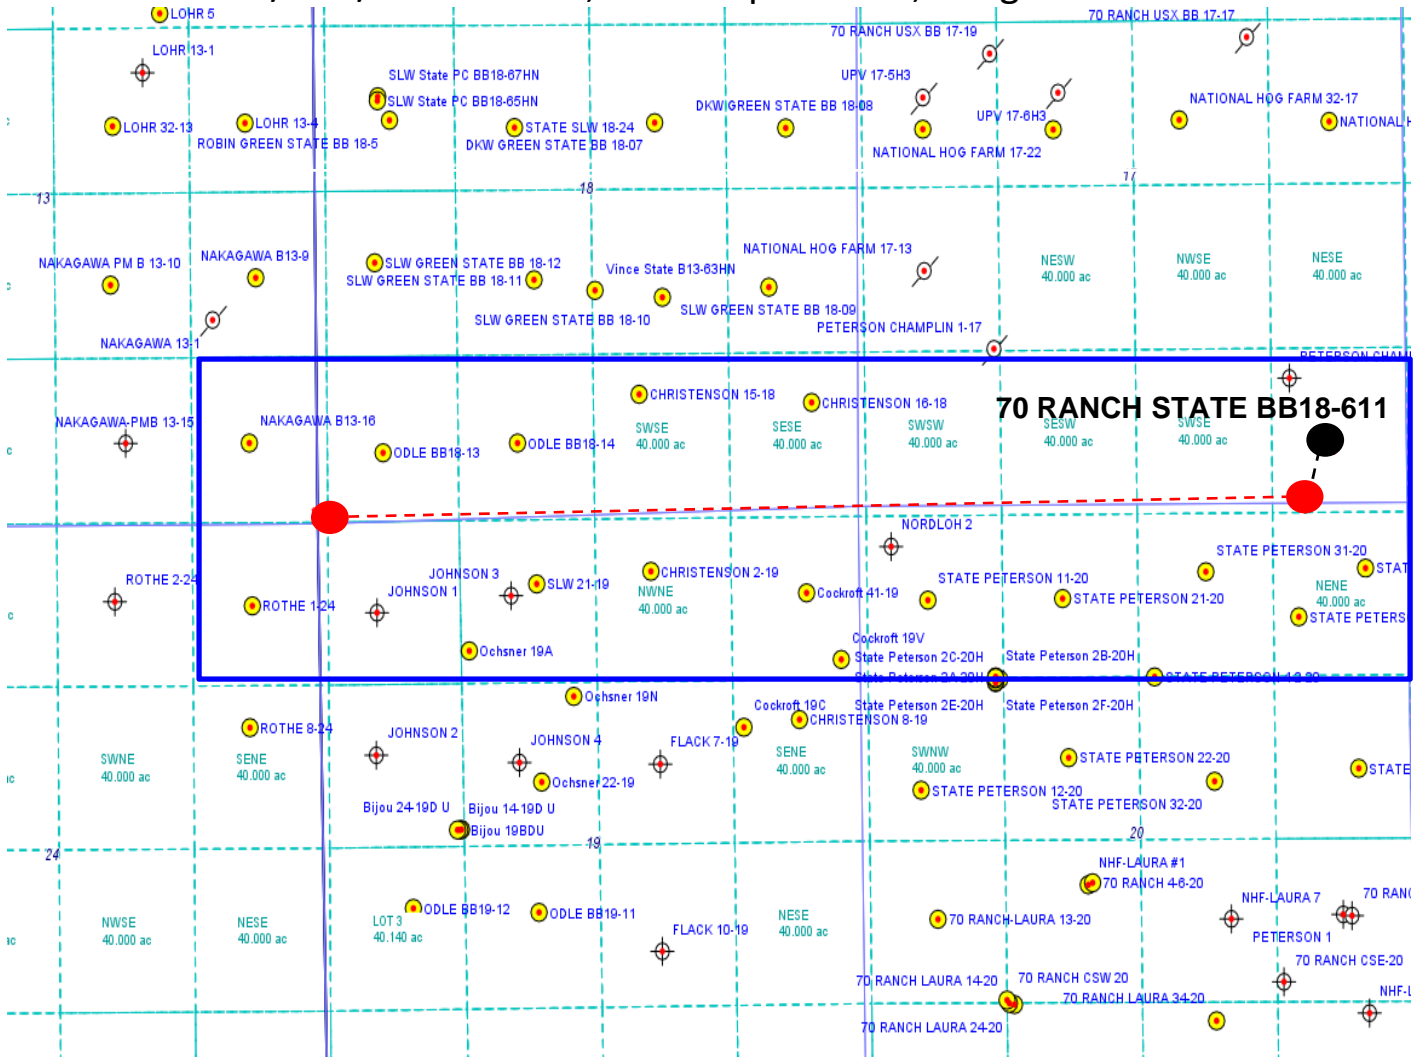 LOHR 5
70 RANCH USX BB 17-17
70 RANCH USX BB 17-19
LOHR 13-1
SLW State PC BB18-67HN
UPV 17-5H3
SLW State PC BB18-65HN
DKW GREEN STATE BB 18-08
NATIONAL HOG FARM 32-17
UPV 17-6H3
LOHR 32-13
LOHR 13-4
STATE SLW 18-24
NATIONAL H
ROBIN GREEN STATE BB 18-5
DKW GREEN STATE BB 18-07
NATIONAL HOG FARM 17-22
13
18
17
NAKAGAWA PM B 13-10
NAKAGAWA B13-9
SLW GREEN STATE BB 18-12
SLW GREEN STATE BB 18-11
Vince State B13-63HN
NATIONAL HOG FARM 17-13
NESW
40.000 ac
NWSE
40.000 ac
NESE
40.000 ac
SLW GREEN STATE BB 18-10
SLW GREEN STATE BB 18-09
PETERSON CHAMPLIN 1-17
NAKAGAWA 13-1
PETERSON CHAMP
CHRISTENSON 15-18
CHRISTENSON 16-18
70 RANCH STATE BB18-611
NAKAGAWA-PMB 13-15
NAKAGAWA B13-16
SWSE
40.000 ac
SESE
40.000 ac
SWSW
40.000 ac
SESW
40.000 ac
SWSE
40.000 ac
ODLE BB18-13
ODLE BB18-14
NORDLOH 2
STATE PETERSON 31-20
ROTHE 2-24
JOHNSON 3
JOHNSON 1
SLW 21-19
CHRISTENSON 2-19
STATE PETERSON 11-20
STAT
NWNE
40.000 ac
NENE
40.000 ac
ROTHE 1-24
Cockroft 41-19
STATE PETERSON 21-20
STATE PETERS
Ochsner 19A
Cockroft 19V
State Peterson 2C-20H
State Peterson 2B-20H
State Peterson 2A-20H
Ochsner 19N
Cockroft 19C
State Peterson 2E-20H
State Peterson 2F-20H
CHRISTENSON 8-19
ROTHE 8-24
JOHNSON 2
JOHNSON 4
FLACK 7-19
SWNE
40.000 ac
SENE
40.000 ac
SENE
40.000 ac
SWNW
40.000 ac
STATE PETERSON 22-20
STATE
Ochsner 22-19
STATE PETERSON 12-20
STATE PETERSON 32-20
Bijou 24-19D U
Bijou 14-19D U
Bijou 19BDU
24
19
20
NHF-LAURA #1
70 RANCH 4-6-20
NHF-LAURA 7
70 RANC
ODLE BB19-12
ODLE BB19-11
NWSE
40.000 ac
NESE
40.000 ac
LOT 3
40.140 ac
NESE
40.000 ac
70 RANCH-LAURA 13-20
PETERSON 1
FLACK 10-19
70 RANCH CSE-20
70 RANCH LAURA 14-20
70 RANCH CSW 20
70 RANCH LAURA 34-20
NHF-L
70 RANCH LAURA 24-20